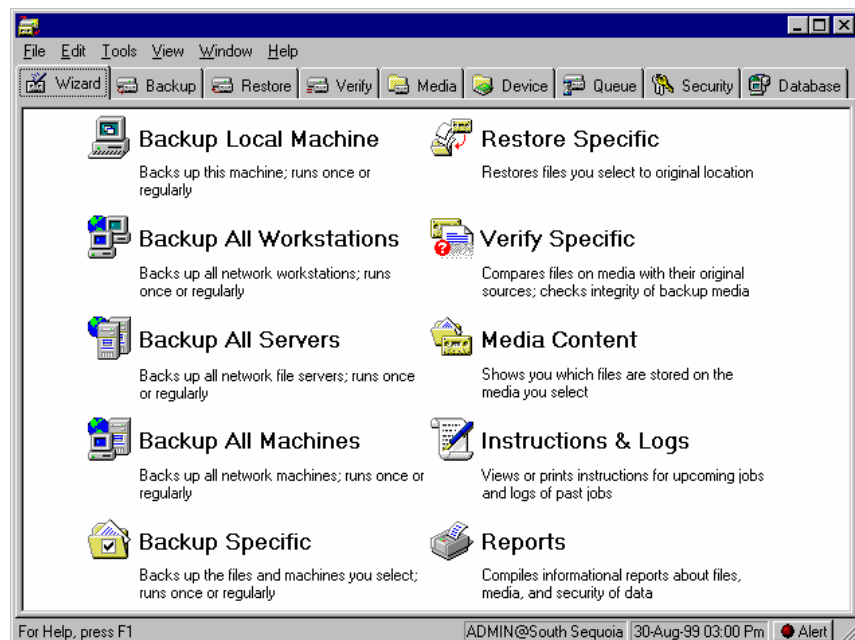 File Edit Tools View Window Help
Wizard Backup Restore Verify Media Device Queue Security Database
Backup Local Machine
Backs up this machine; runs once or
regularly
Restore Specific
Restores files you select to original location
Backup All Workstations
Backs up all network workstations; runs
once or regularly
Verify Specific
Compares files on media with their original
sources; checks integrity of backup media
Backup All Servers
Backs up all network file servers; runs once
or regularly
Media Content
Shows you which files are stored on the
media you select
Backup All Machines
Backs up all network machines; runs once or
regularly
Instructions & Logs
Views or prints instructions for upcoming jobs
and logs of past jobs
Backup Specific
Backs up the files and machines you select;
runs once or regularly
Reports
Compiles informational reports about files,
media, and security of data
For Help, press F1 ADMIN@South Sequoia 30-Aug-99 03:00 Pm Alert